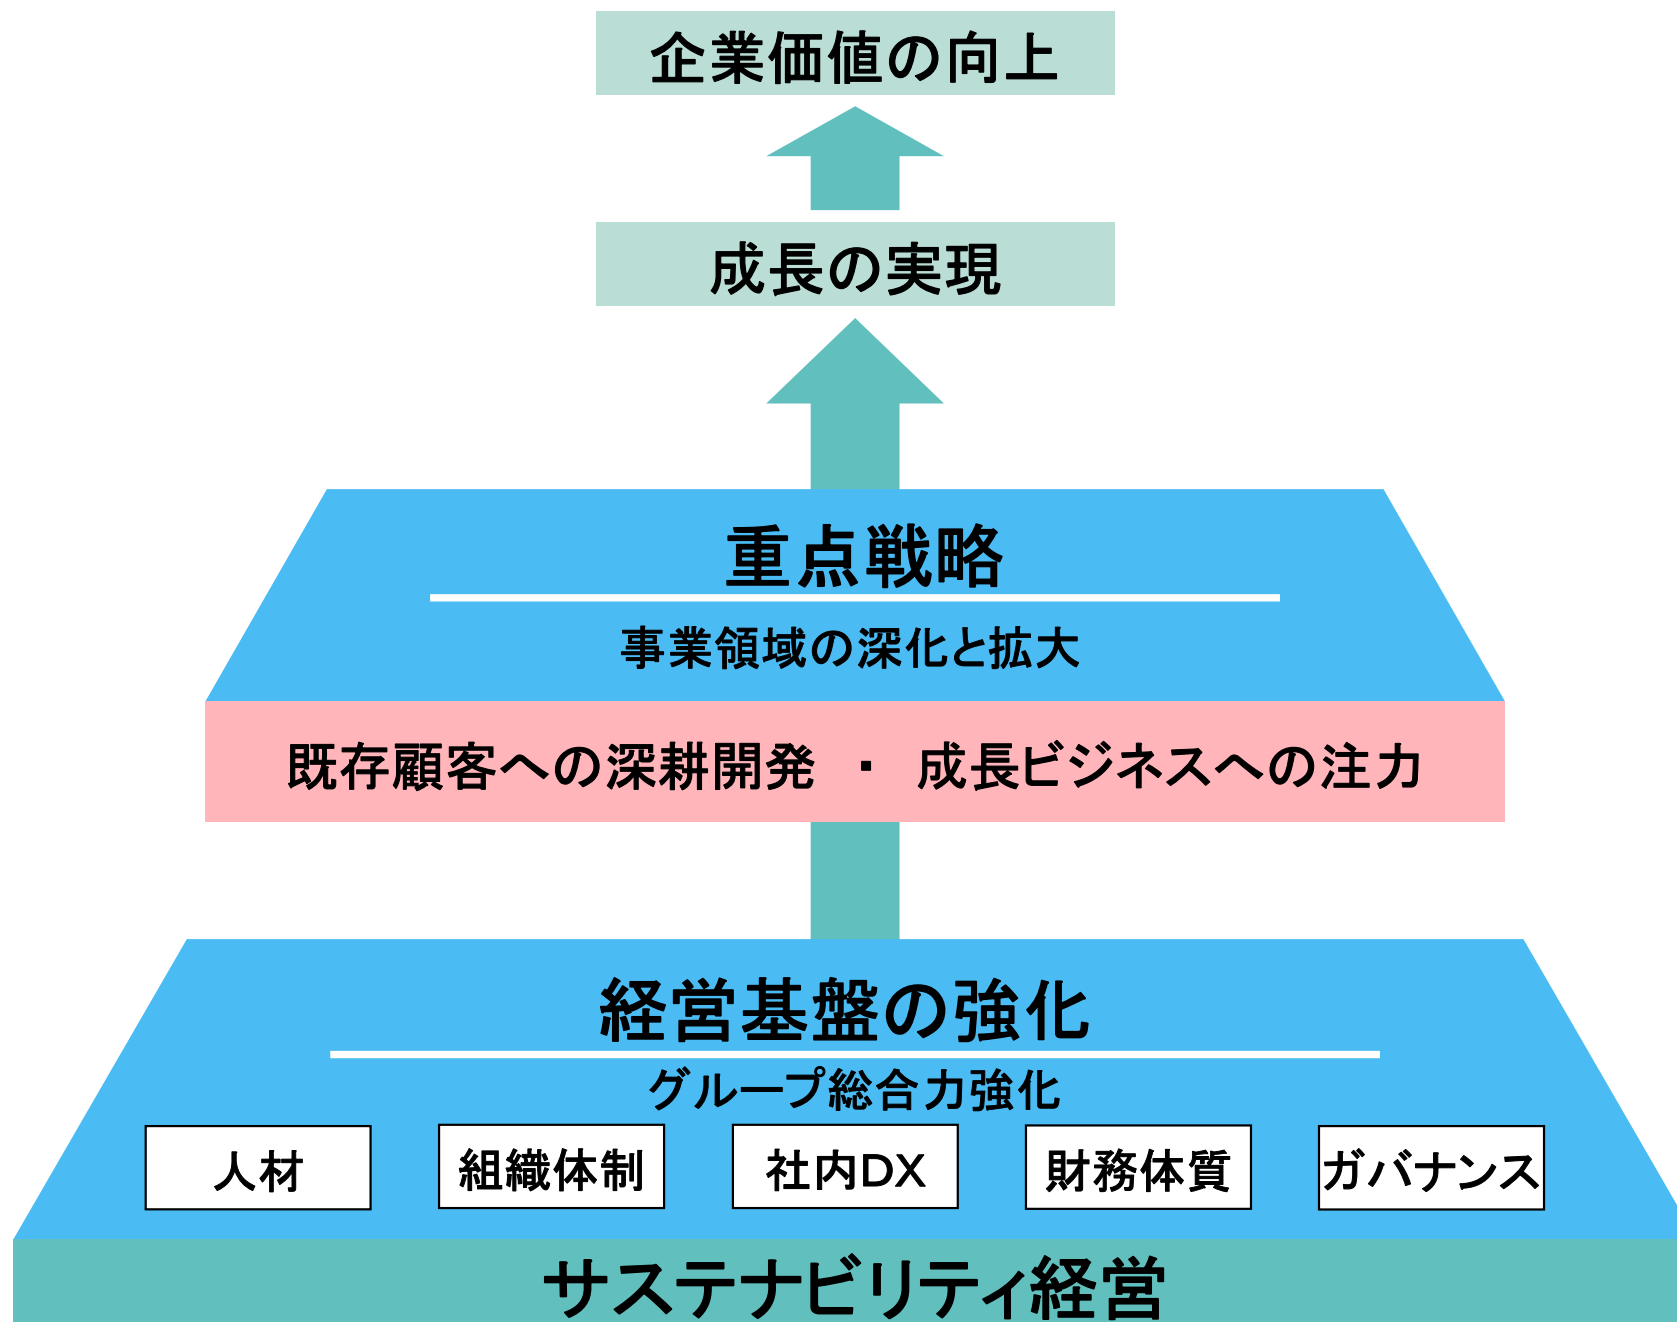 企業価値の向上
成長の実現
重点戦略
事業領域の深化と拡大
既存顧客への深耕開発 ・ 成長ビジネスへの注力
経営基盤の強化
グループ総合力強化
人材
組織体制
社内DX
財務体質
ガバナンス
サステナビリティ経営